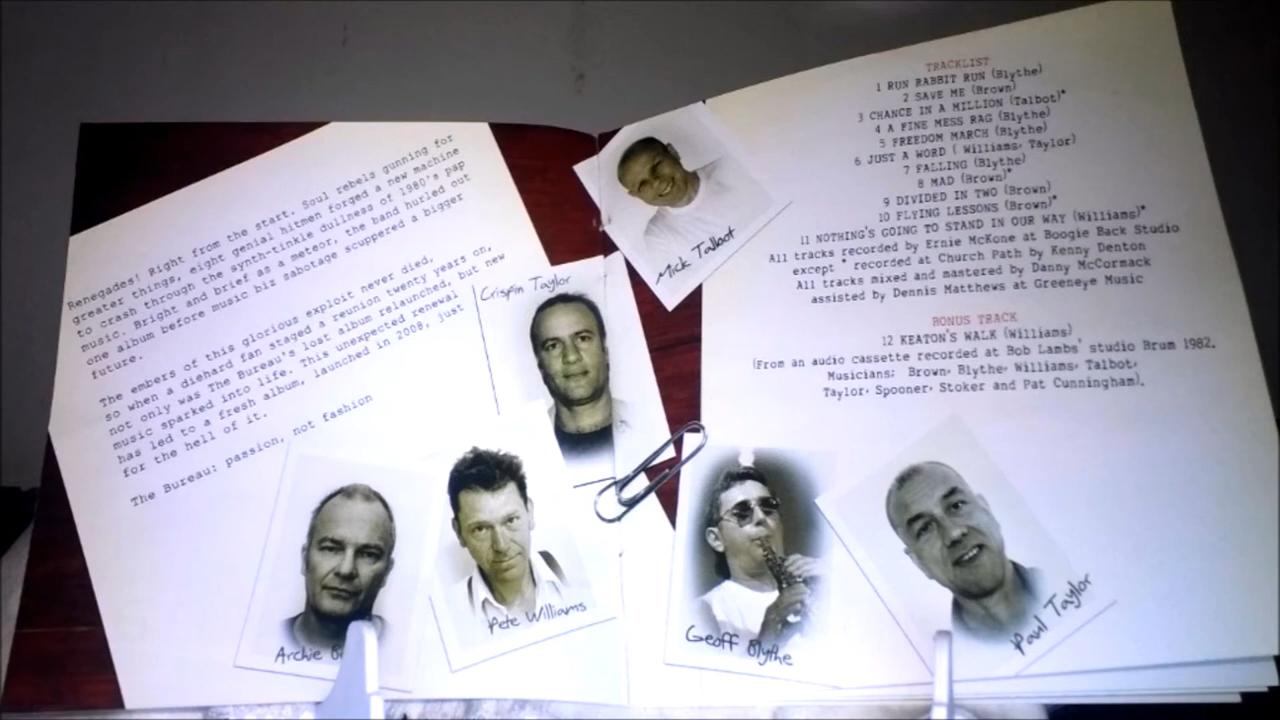 Renegades! Right from the start. Soul rebels gunning for
greater things, eight genial hitmen forged a new machine
to crash through the synth-tinkle dullness of 1980's pap
music. Bright and brief as a meteor, the band hurled out
one album before music biz sabotage scuppered a bigger
future.
The embers of this glorious exploit never died,
so when a diehard fan staged a reunion twenty years on,
not only was The Bureau's lost album relaunched, but new
music sparked into life. This unexpected renewal
has led to a fresh album, launched in 2008, just
for the hell of it.
The Bureau: passion, not fashion
Archie
Pete Williams
Crispin Taylor
Mick Talbot
Geoff Blythe
Paul Taylor
TRACKLIST
1 RUN RABBIT RUN (Blythe)
2 SAVE ME (Brown)
3 CHANCE IN A MILLION (Talbot)*
4 A FINE MESS RAG (Blythe)
5 FREEDOM MARCH (Blythe)
6 JUST A WORD ( Williams, Taylor)
7 FALLING (Blythe)
8 MAD (Brown)*
9 DIVIDED IN TWO (Brown)
10 FLYING LESSONS (Brown)*
11 NOTHING'S GOING TO STAND IN OUR WAY (Williams)*
All tracks recorded by Ernie McKone at Boogie Back Studio
except * recorded at Church Path by Kenny Denton
All tracks mixed and mastered by Danny McCormack
assisted by Dennis Matthews at Greeneye Music
BONUS TRACK
12 KEATON'S WALK (Williams)
(From an audio cassette recorded at Bob Lambs' studio Brum 1982.
Musicians: Brown, Blythe, Williams, Talbot,
Taylor, Spooner, Stoker and Pat Cunningham).